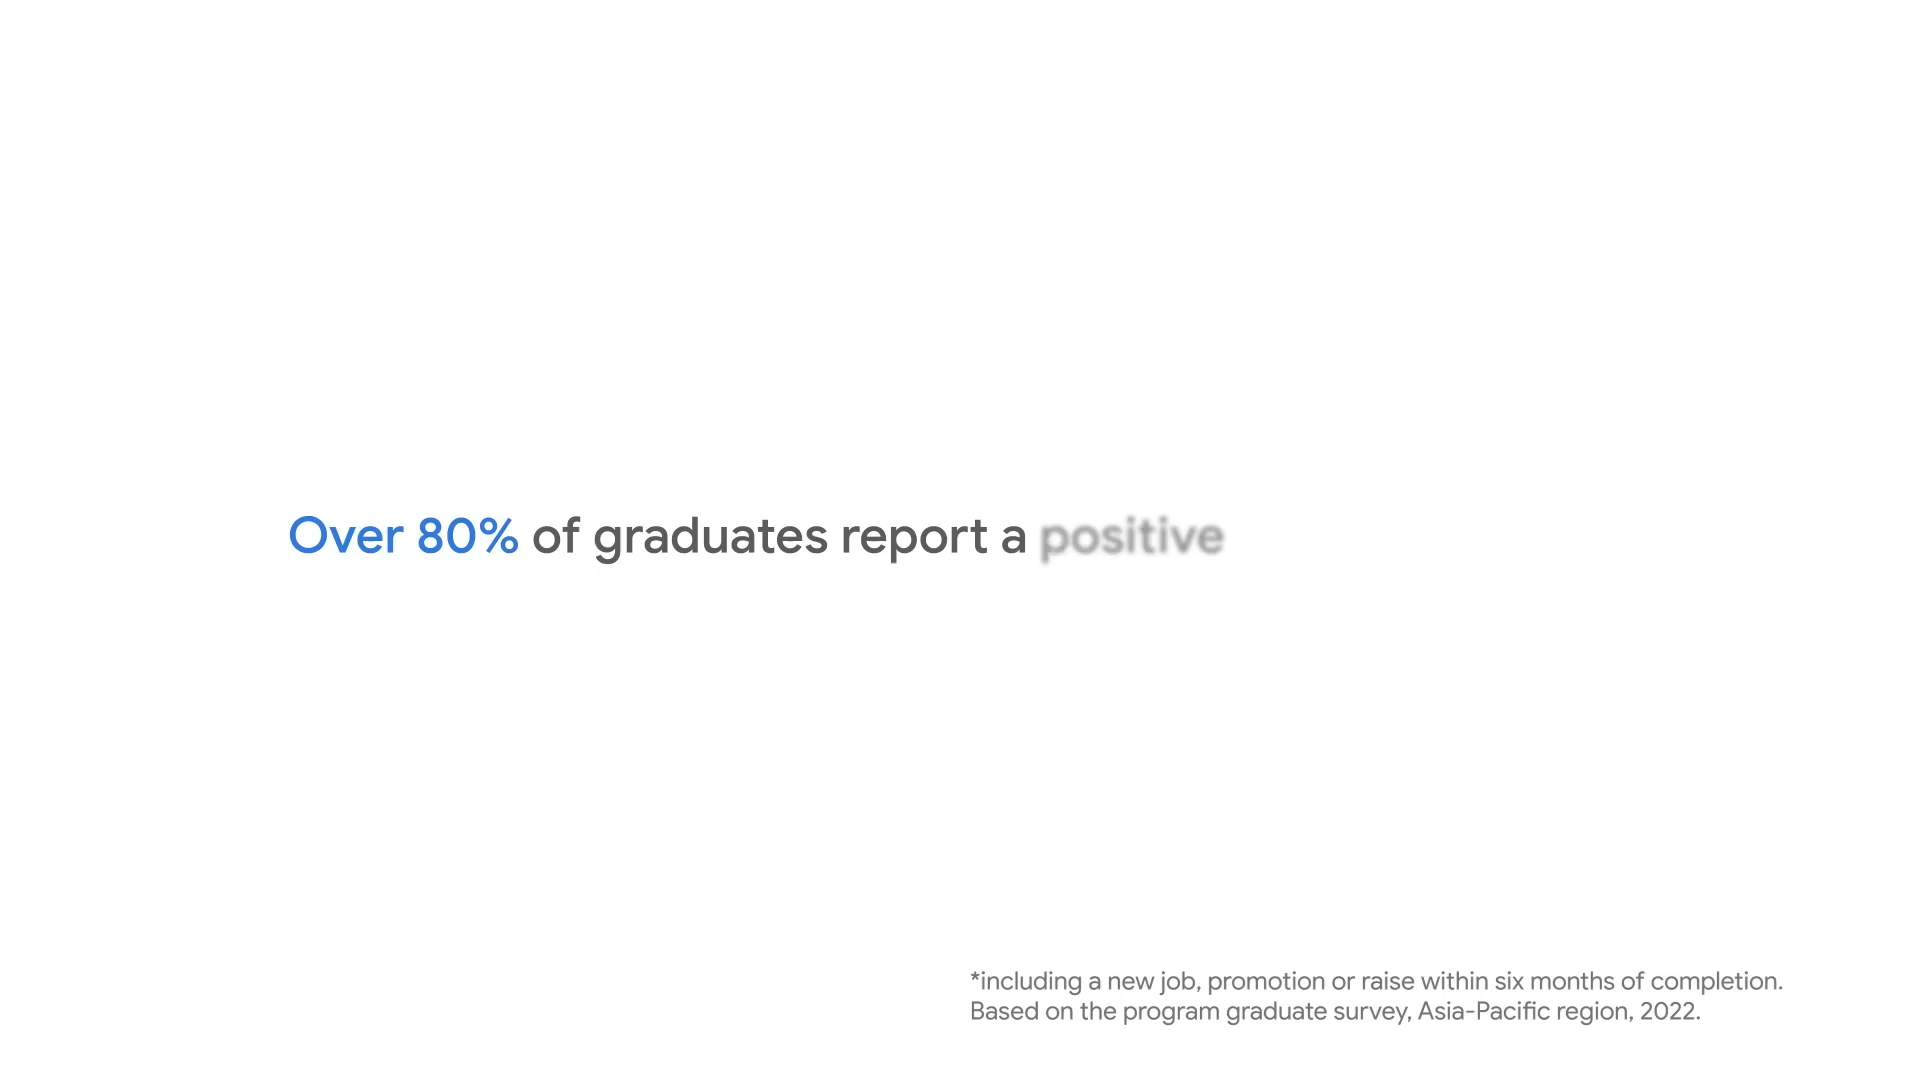 Over 80% of graduates report a positive
*including a new job, promotion or raise within six months of completion.
Based on the program graduate survey, Asia-Pacific region, 2022.